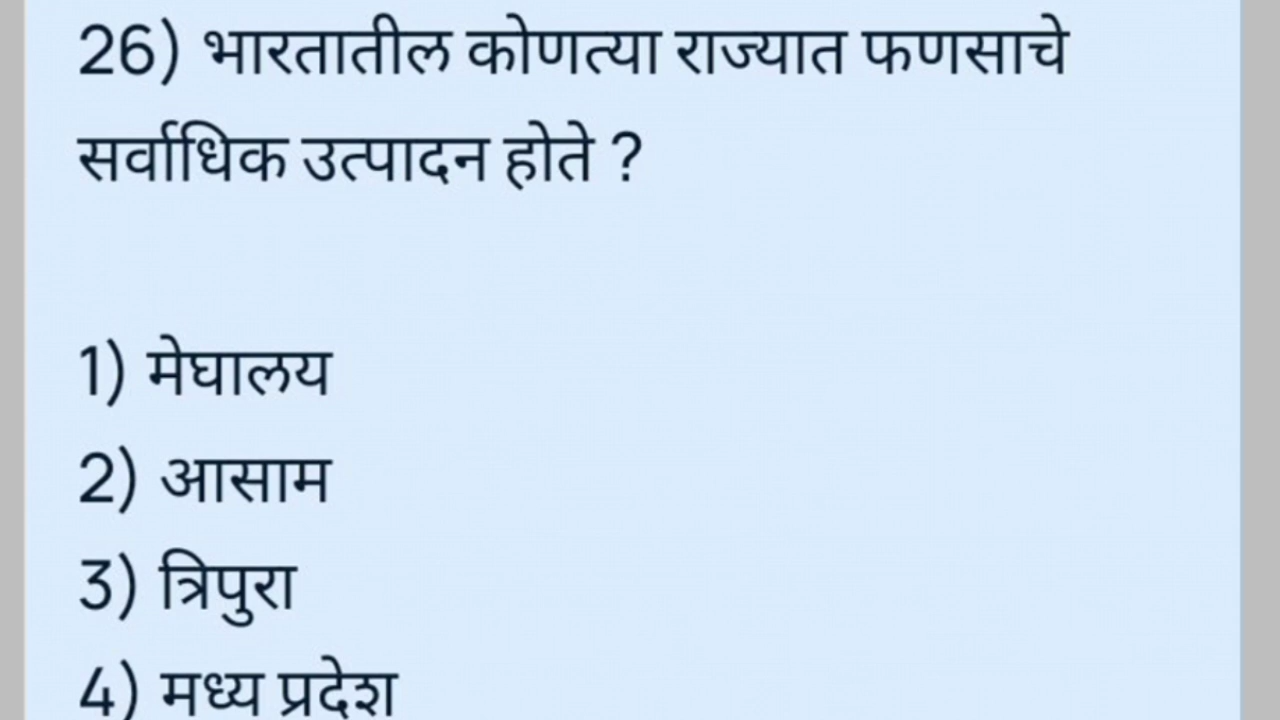 26) भारतातील कोणत्या राज्यात फणसाचे
सर्वाधिक उत्पादन होते ?
1) मेघालय
2) आसाम
3) त्रिपुरा
4) मध्य प्रदेश